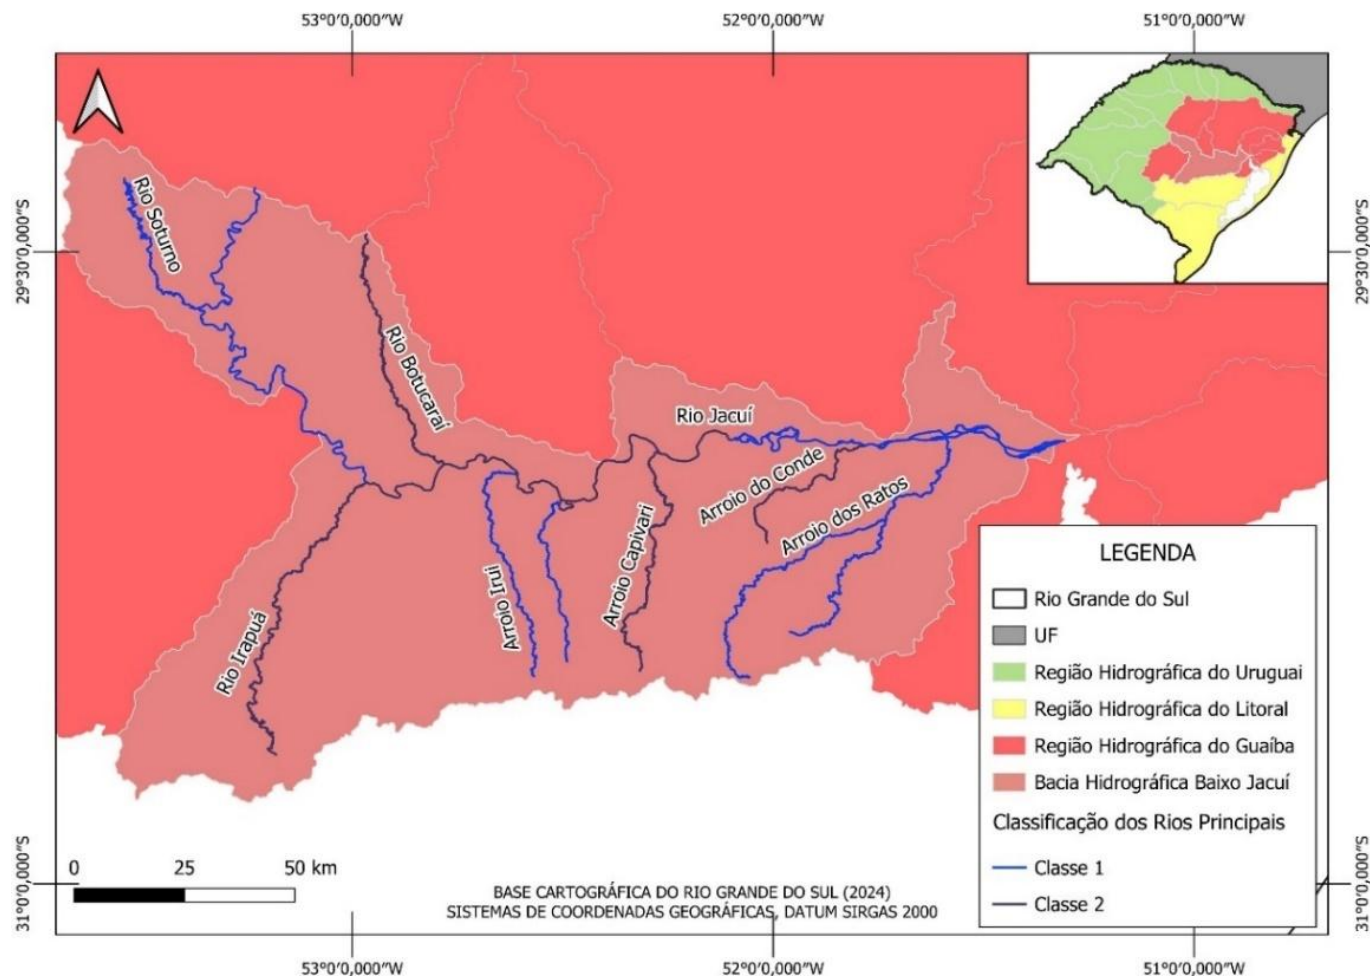 53°0'0,000"W
52°0'0,000"W
51°0'0,000"W
29°30'0,000"S
29°30'0,000"S
Rio Soturno
Rio Botucaraí
Rio Jacuí
Arroio do Conde
Arroio dos Ratos
Arroio Capivari
Arroio Irui
Rio Irapuá
LEGENDA
Rio Grande do Sul
UF
Região Hidrográfica do Uruguai
Região Hidrográfica do Litoral
Região Hidrográfica do Guaíba
Bacia Hidrográfica Baixo Jacuí
Classificação dos Rios Principais
Classe 1
Classe 2
0 25 50 km
BASE CARTOGRÁFICA DO RIO GRANDE DO SUL (2024)
SISTEMAS DE COORDENADAS GEOGRÁFICAS, DATUM SIRGAS 2000
31°0'0,000"S
31°0'0,000"S
53°0'0,000"W
52°0'0,000"W
51°0'0,000"W